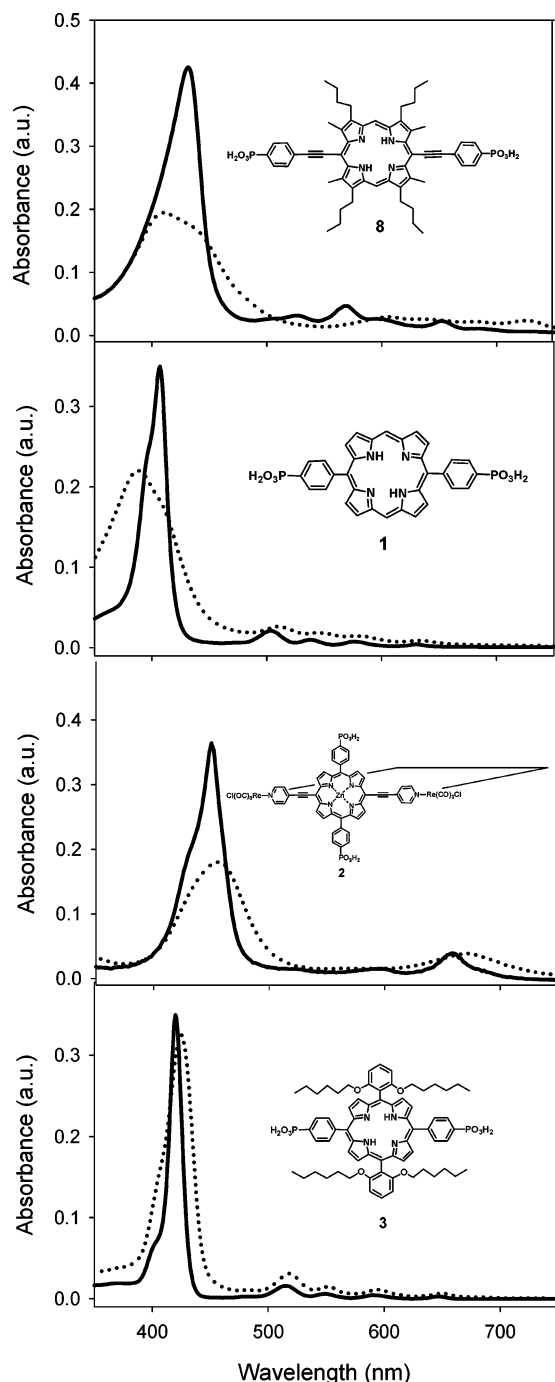 0.5
0.4
0.3
0.2
0.1
0.0
Absorbance (a.u.)
H₂O₃P
N
HN
NH
N
PO₃H₂
8
0.3
0.2
0.1
0.0
Absorbance (a.u.)
H₂O₃P
NH
N
N
HN
PO₃H₂
1
0.4
0.3
0.2
0.1
0.0
Absorbance (a.u.)
PO₃H₂
Cl(OC)₃Re
N
N
N
Zn
N
N
N
Re(CO)₃Cl
PO₃H₂
2
0.3
0.2
0.1
0.0
Absorbance (a.u.)
O
O
H₂O₃P
N
HN
NH
N
PO₃H₂
O
O
3
400
500
600
700
Wavelength (nm)